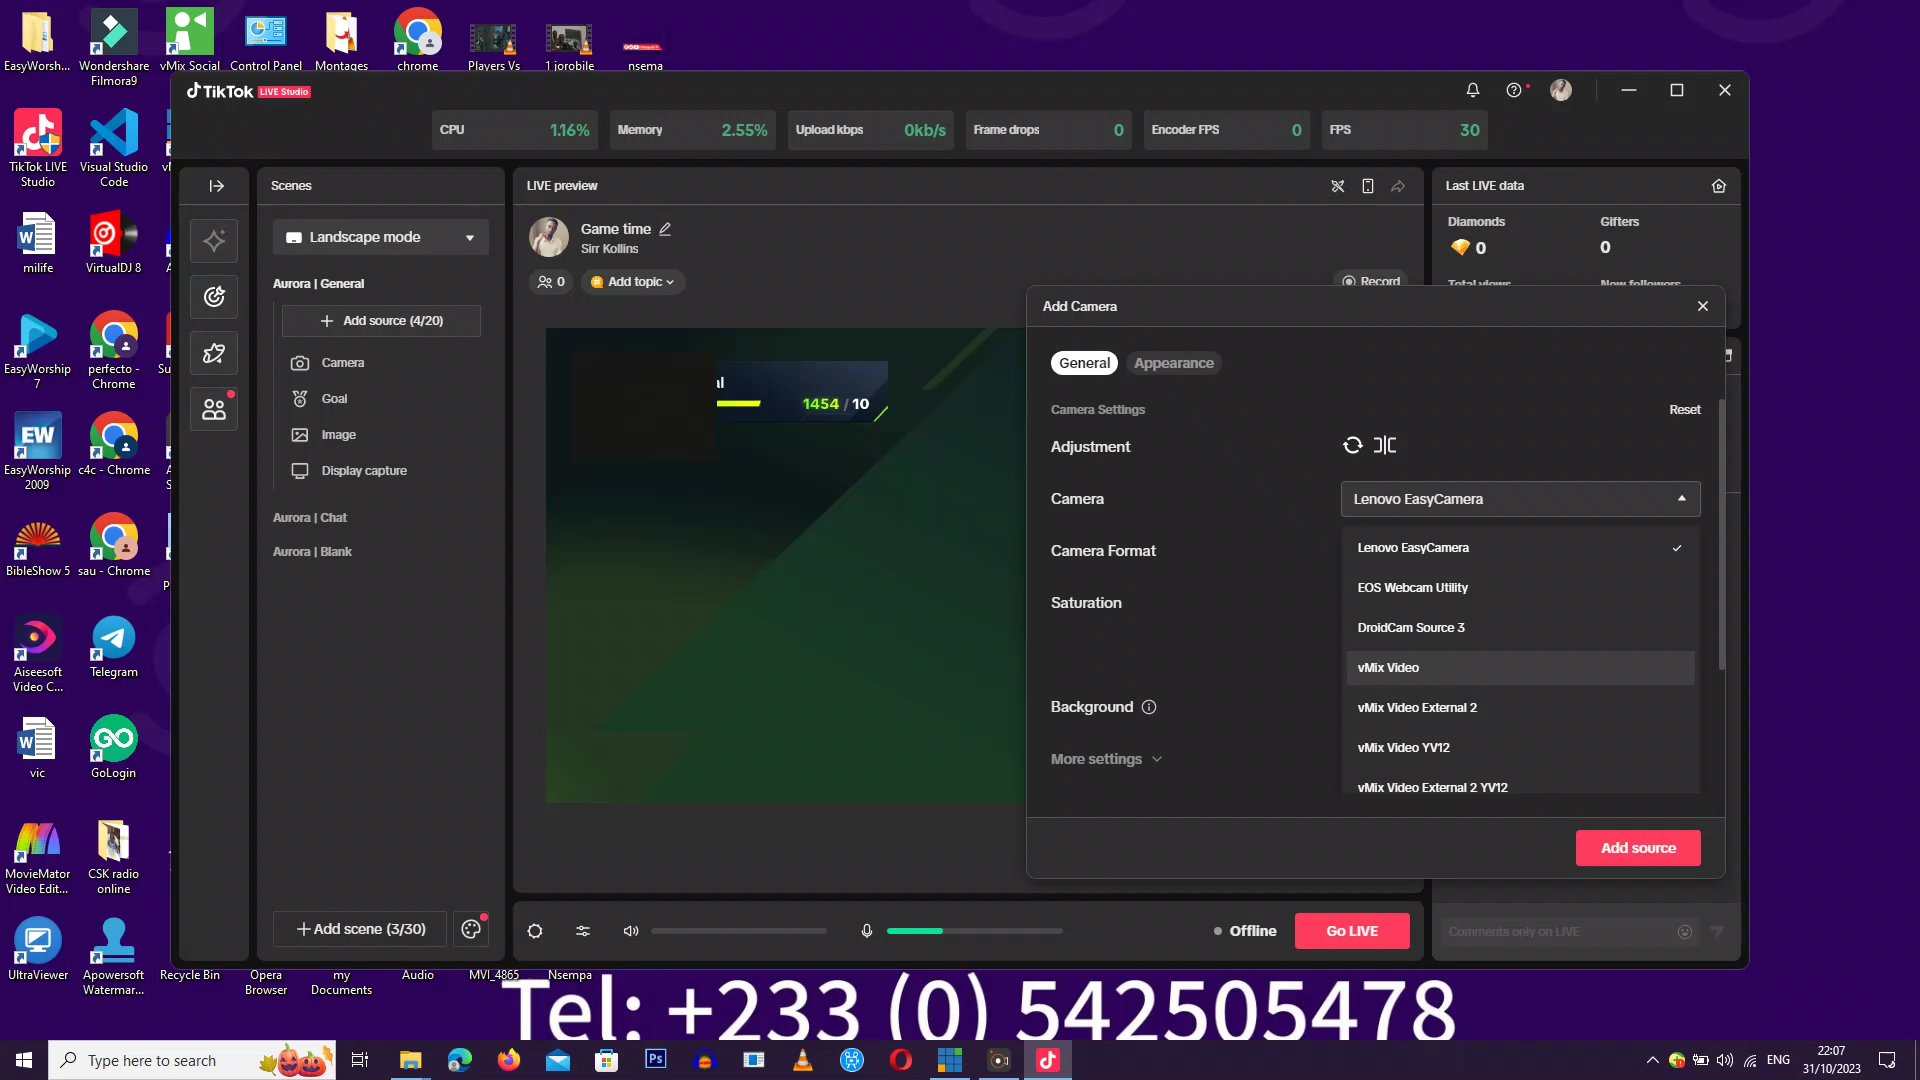 EasyWorsh...
Wondershare
Filmora9
vMix Social
Control Panel
Montages
chrome
Players Vs
1 jorobile
nsema
TikTok LIVE Studio
CPU 1.16%
Memory 2.55%
Upload kbps 0kb/s
Frame drops 0
Encoder FPS 0
FPS 30
TikTok LIVE
Studio
Visual Studio
Code
Scenes
LIVE preview
Last LIVE data
Landscape mode
Game time
Sirr Kollins
Diamonds
Gifters
0
0
milife
VirtualDJ 8
Aurora | General
0
Add topic
Record
Total views
New followers
Add source (4/20)
Camera
Goal
Image
Display capture
Aurora | Chat
Aurora | Blank
al
1454 / 10
Add Camera
General
Appearance
Camera Settings
Reset
Adjustment
Camera
Lenovo EasyCamera
Camera Format
Lenovo EasyCamera
EOS Webcam Utility
Saturation
DroidCam Source 3
vMix Video
Background
vMix Video External 2
vMix Video YV12
More settings
vMix Video External 2 YV12
Add source
EasyWorship
7
perfecto -
Chrome
Su
EW
EasyWorship
2009
c4c - Chrome
BibleShow 5
sau - Chrome
Aiseesoft
Video C...
Telegram
vic
GoLogin
MovieMator
Video Edit...
CSK radio
online
Add scene (3/30)
Offline
Go LIVE
Comments only on LIVE
UltraViewer
Apowersoft
Watermar...
Recycle Bin
Opera
Browser
my
Documents
Audio
MVI_4865
Nsempa
Tel: +233 (0) 542505478
Type here to search
Ps
ENG
22:07
31/10/2023